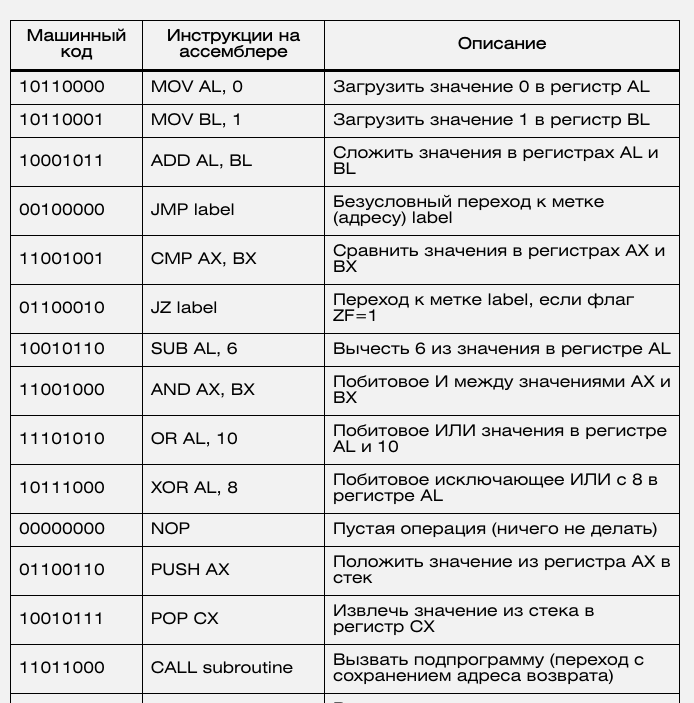 Машинный код
Инструкции на ассемблере
Описание
10110000
MOV AL, 0
Загрузить значение 0 в регистр AL
10110001
MOV BL, 1
Загрузить значение 1 в регистр BL
10001011
ADD AL, BL
Сложить значения в регистрах AL и
BL
00100000
JMP label
Безусловный переход к метке
(адресу) label
11001001
CMP AX, BX
Сравнить значения в регистрах AX и
BX
01100010
JZ label
Переход к метке label, если флаг
ZF=1
10010110
SUB AL, 6
Вычесть 6 из значения в регистре AL
11001000
AND AX, BX
Побитовое И между значениями AX и
BX
11101010
OR AL, 10
Побитовое ИЛИ значения в регистре
AL и 10
10111000
XOR AL, 8
Побитовое исключающее ИЛИ с 8 в
регистре AL
00000000
NOP
Пустая операция (ничего не делать)
01100110
PUSH AX
Положить значение из регистра AX в
стек
10010111
POP CX
Извлечь значение из стека в
регистр CX
11011000
CALL subroutine
Вызвать подпрограмму (переход с
сохранением адреса возврата)